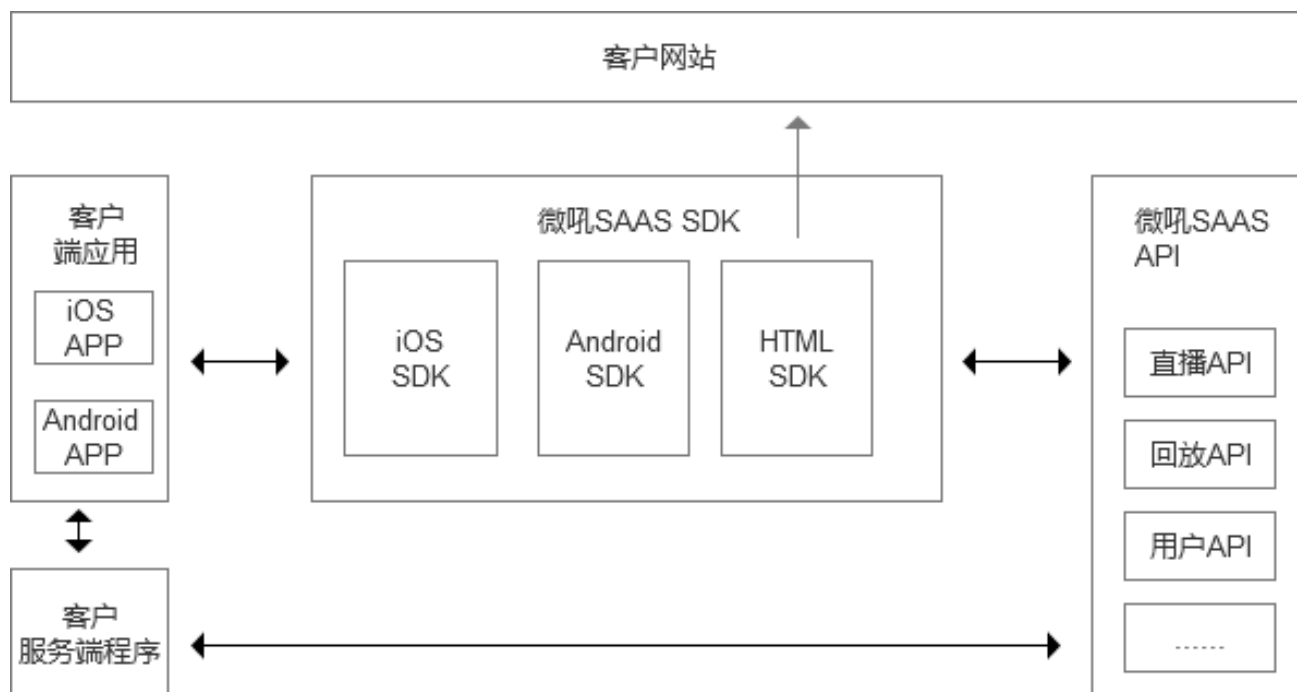 客户网站
客户
端应用
iOS
APP
Android
APP
微吼SAAS SDK
iOS
SDK
Android
SDK
HTML
SDK
微吼SAAS
API
直播API
回放API
用户API
......
客户
服务端程序